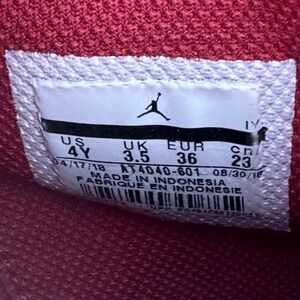 US UK EUR cm
4Y 3.5 36 23
04/17/18 AT4040-601 08/30/18
MADE IN INDONESIA
FABRIQUE EN INDONESIE